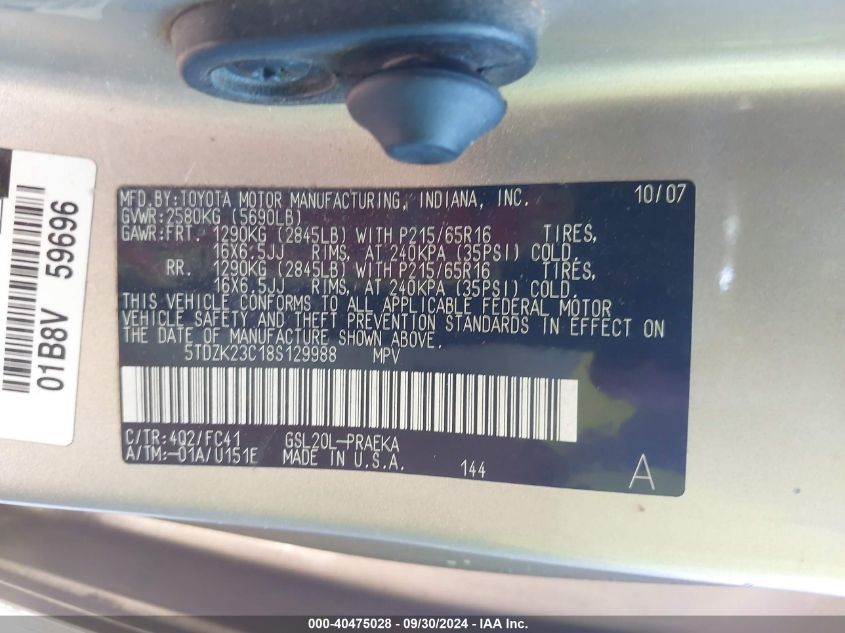 MFD.BY:TOYOTA MOTOR MANUFACTURING, INDIANA, INC. 10/07
GVWR:2580KG (5690LB)
GAWR:FRT. 1290KG (2845LB) WITH P215/65R16 TIRES,
16X6.5JJ RIMS, AT 240KPA (35PSI) COLD.
RR. 1290KG (2845LB) WITH P215/65R16 TIRES,
16X6.5JJ RIMS, AT 240KPA (35PSI) COLD.
THIS VEHICLE CONFORMS TO ALL APPLICABLE FEDERAL MOTOR
VEHICLE SAFETY AND THEFT PREVENTION STANDARDS IN EFFECT ON
THE DATE OF MANUFACTURE SHOWN ABOVE.
5TDZK23C18S129988 MPV
C/TR:4Q2/FC41 GSL20L-PRAEKA
A/TM:-01A/U151E MADE IN U.S.A. 144
A
01B8V 59696
000-40475028 - 09/30/2024 - IAA Inc.